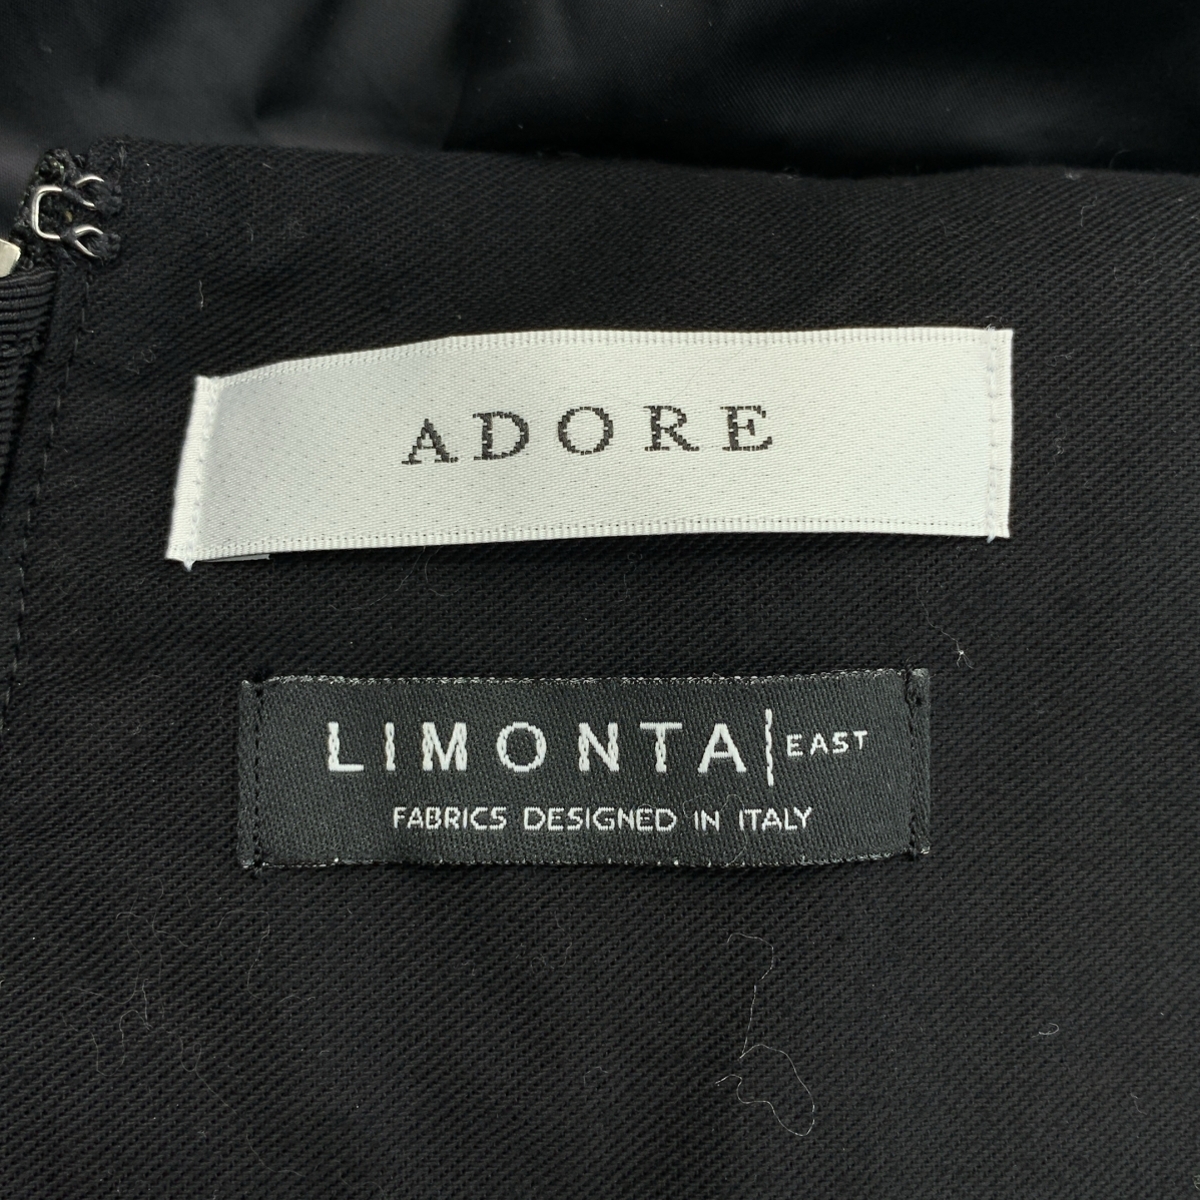 ADORE
LIMONTA|EAST
FABRICS DESIGNED IN ITALY